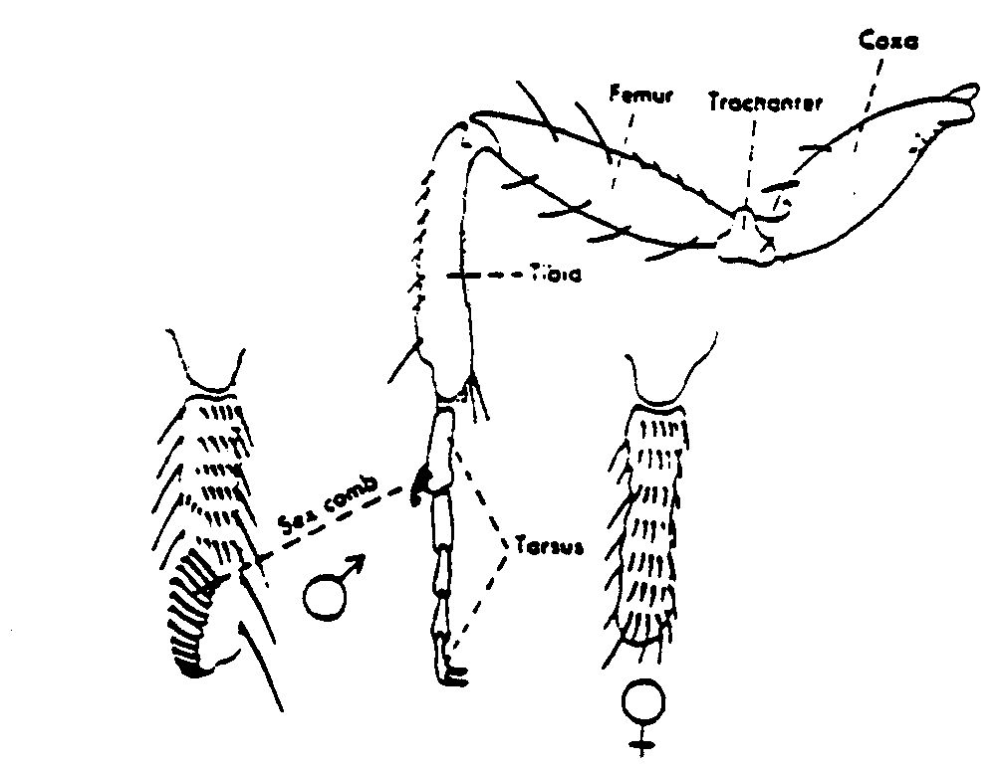 Coxa
Femur
Trochanter
Tibia
Sex comb
Tarsus
♂
♀